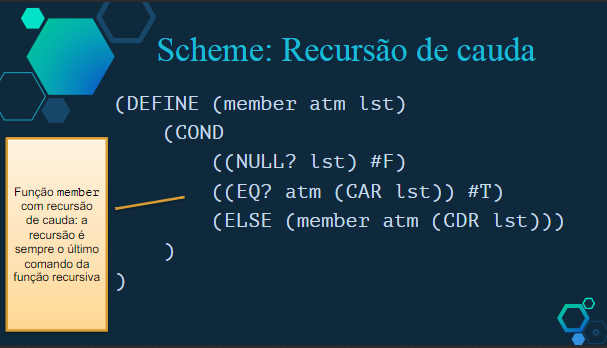 Scheme: Recursão de cauda
(DEFINE (member atm lst)
(COND
((NULL? lst) #F)
((EQ? atm (CAR lst)) #T)
(ELSE (member atm (CDR lst)))
)
)
Função member
com recursão
de cauda: a
recursão é
sempre o último
comando da
função recursiva